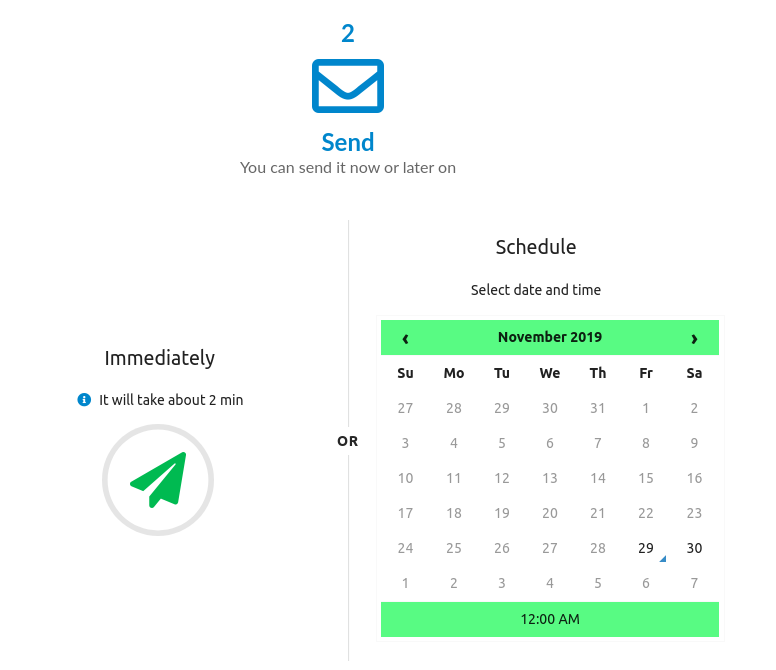 2
Send
You can send it now or later on
Immediately
It will take about 2 min
OR
Schedule
Select date and time
‹ November 2019 ›
Su Mo Tu We Th Fr Sa
27 28 29 30 31 1 2
3 4 5 6 7 8 9
10 11 12 13 14 15 16
17 18 19 20 21 22 23
24 25 26 27 28 29 30
1 2 3 4 5 6 7
12:00 AM